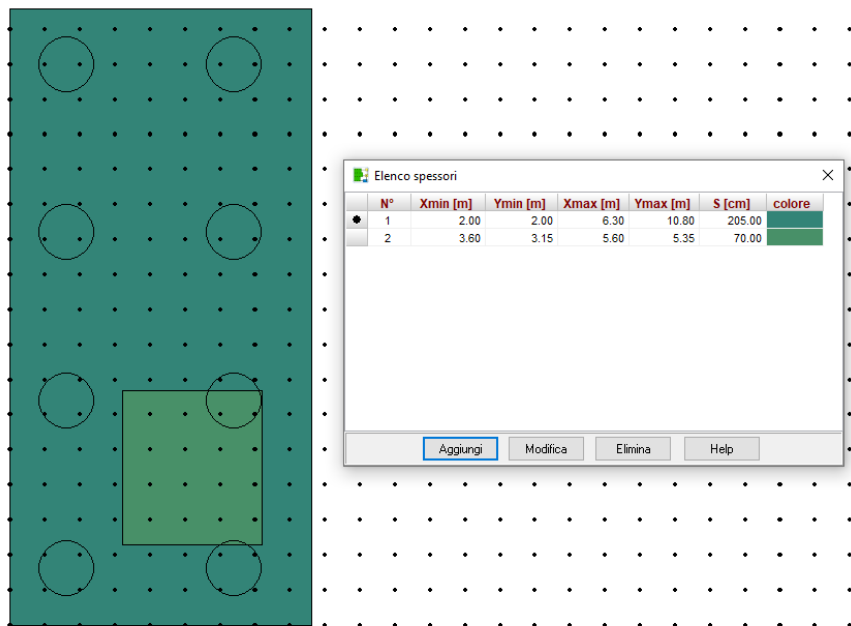 Elenco spessori
N° Xmin [m] Ymin [m] Xmax [m] Ymax [m] S [cm] colore
1 2.00 2.00 6.30 10.80 205.00
2 3.60 3.15 5.60 5.35 70.00
Aggiungi Modifica Elimina Help